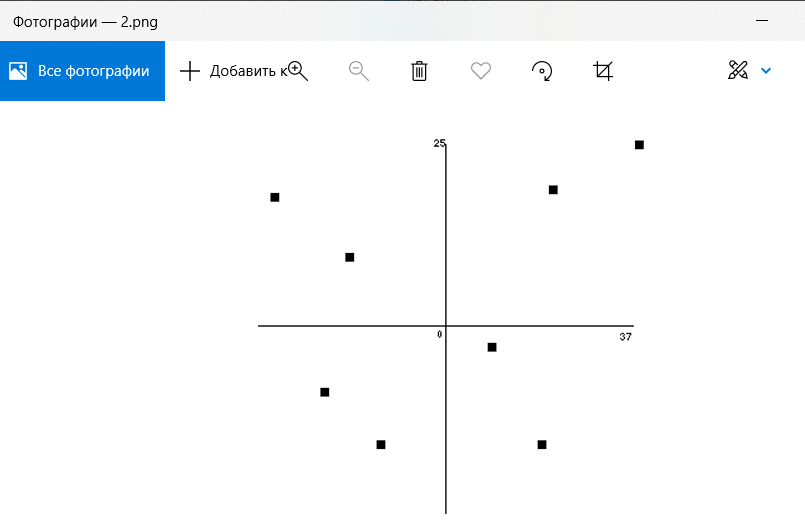 Фотографии — 2.png
Все фотографии
Добавить к
25
0
37